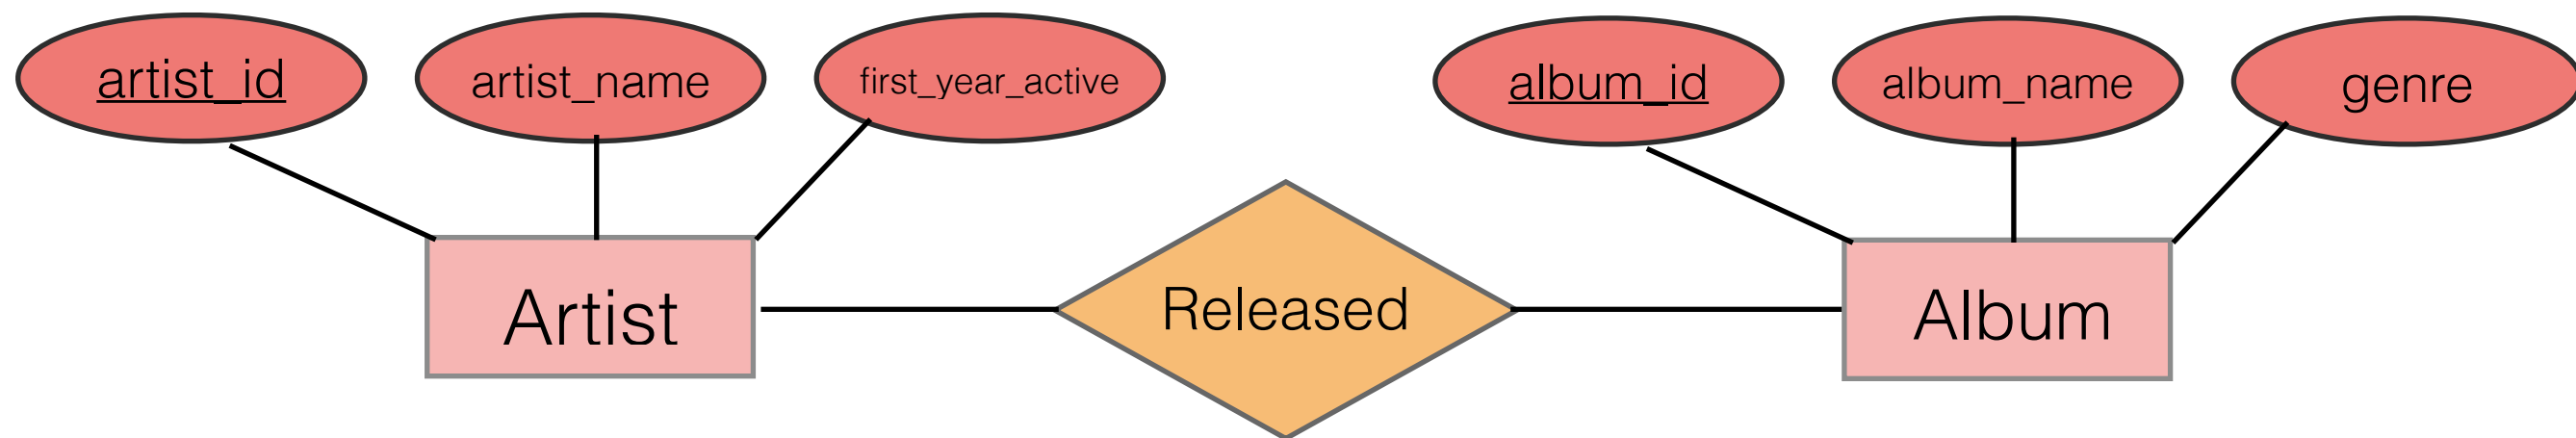 artist_id
artist_name
first_year_active
album_id
album_name
genre
Artist
Released
Album